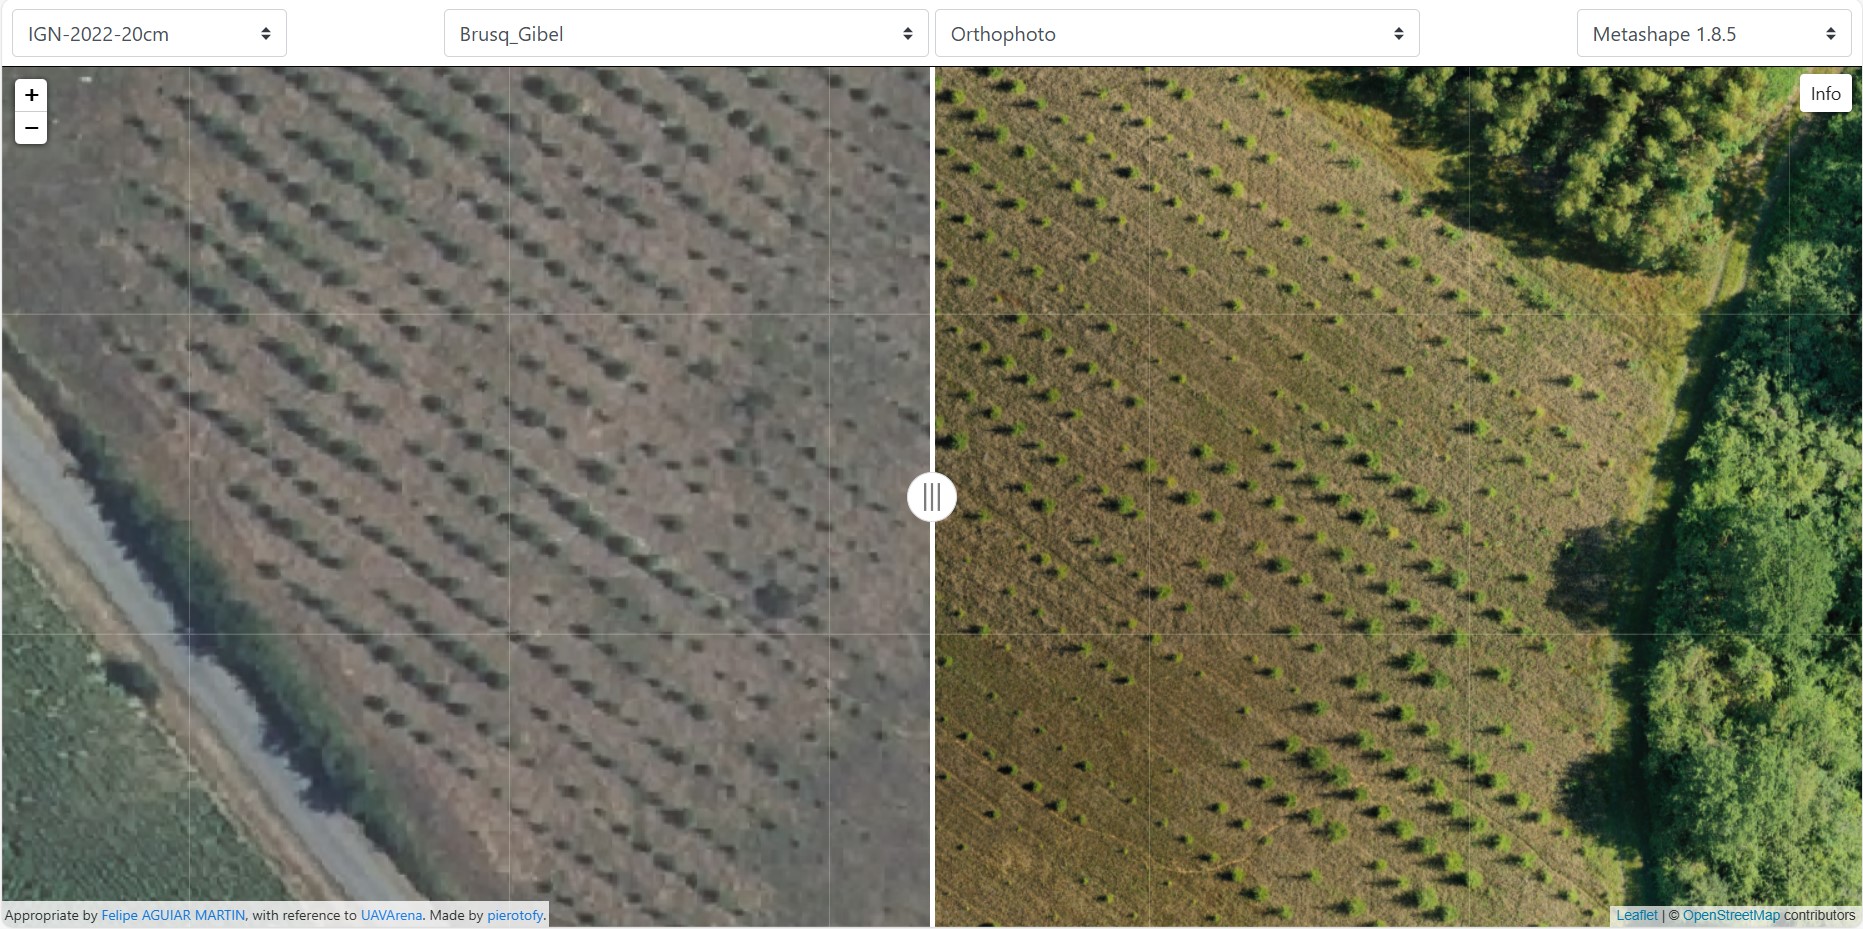 IGN-2022-20cm
Brusq_Gibel
Orthophoto
Metashape 1.8.5
+
−
Info
Appropriate by Felipe AGUIAR MARTIN, with reference to UAVArena. Made by pierotofy.
Leaflet | © OpenStreetMap contributors